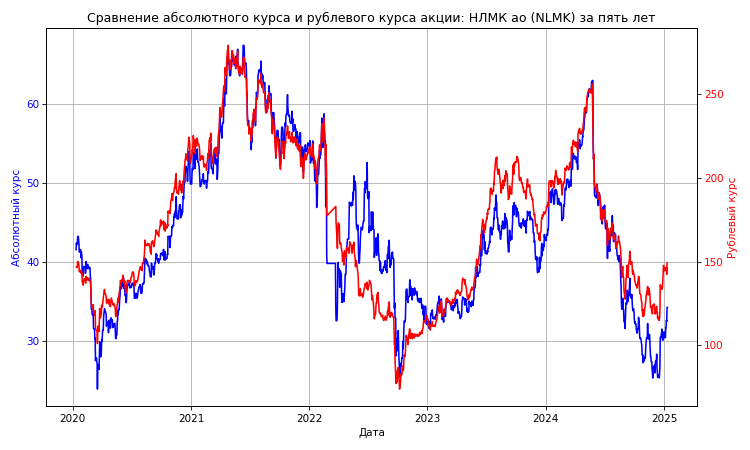 Сравнение абсолютного курса и рублевого курса акции: НЛМК ао (NLMK) за пять лет
Абсолютный курс
60
50
40
30
250
200
150
100
Рублевый курс
2020 2021 2022 2023 2024 2025
Дата